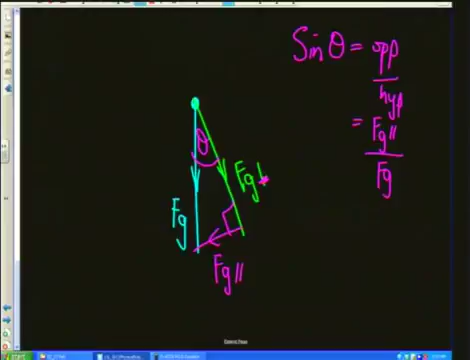 Sin θ = opp
hyp
= Fg//
Fg
θ
Fg⊥
Fg
Fg//